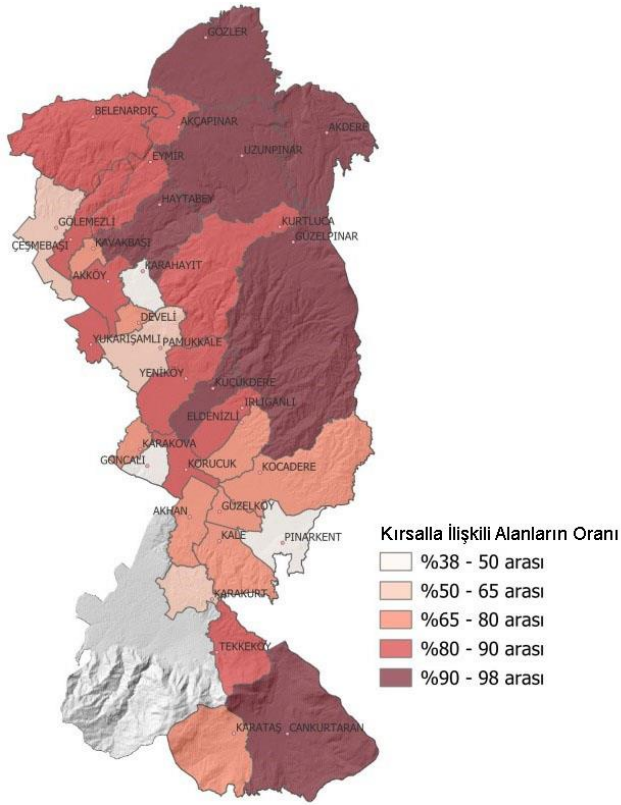 GÖZLER
BELENARDIÇ
AKÇAPINAR
AKDERE
UZUNPINAR
EYMİR
HAYTABEY
GÖLEMEZLİ
KURTLUCA
GÜZELPINAR
ÇEŞMEBAŞI
KAVAKBAŞI
KARAHAYIT
AKKÖY
DEVELİ
YUKARIŞAMLI
PAMUKKALE
YENİKÖY
KÜÇÜKDERE
IRLIGANLI
ELDENİZLİ
KARAKOVA
GONCALI
KORUCUK
KOCADERE
AKHAN
GÜZELKÖY
KALE
PINARKENT
KARAKURT
TEKKEKÖY
KARATAŞ
CANKURTARAN
Kırsalla İlişkili Alanların Oranı
%38 - 50 arası
%50 - 65 arası
%65 - 80 arası
%80 - 90 arası
%90 - 98 arası